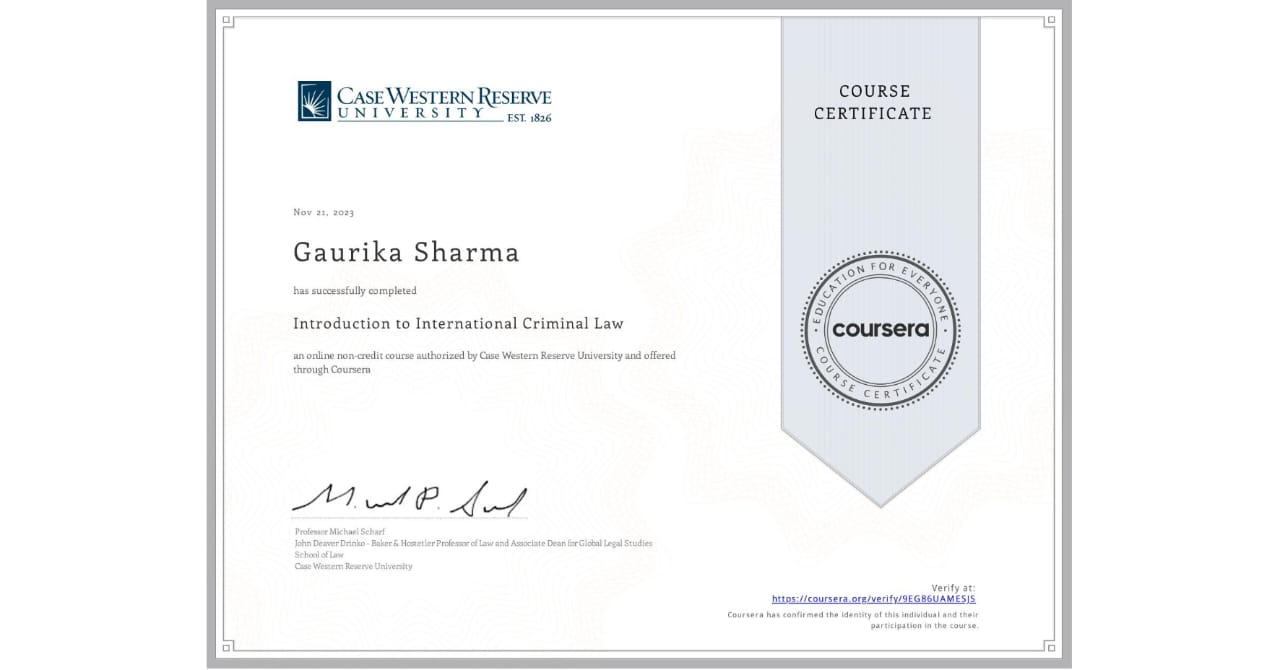 CASE WESTERN RESERVE
UNIVERSITY
EST. 1826
COURSE
CERTIFICATE
Nov 21, 2023
Gaurika Sharma
has successfully completed
Introduction to International Criminal Law
an online non-credit course authorized by Case Western Reserve University and offered
through Coursera
EDUCATION FOR EVERYONE
coursera
COURSE CERTIFICATE
Professor Michael Scharf
John Deaver Drinko - Baker & Hostetler Professor of Law and Associate Dean for Global Legal Studies
School of Law
Case Western Reserve University
Verify at:
https://coursera.org/verify/9EG86UAMESJS
Coursera has confirmed the identity of this individual and their
participation in the course.